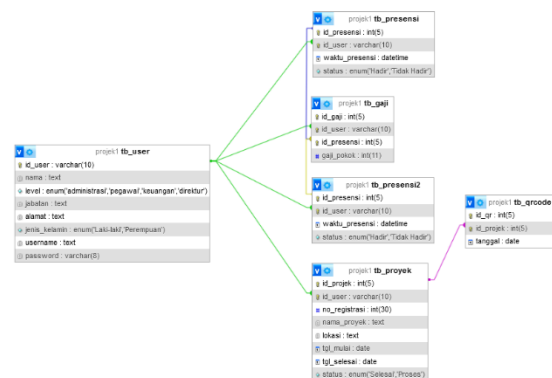 projek1 tb_user
id_user : varchar(10)
nama : text
level : enum('administrasi','pegawai','keuangan','direktur')
jabatan : text
alamat : text
jenis_kelamin : enum('Laki-laki','Perempuan')
username : text
password : varchar(8)
projek1 tb_presensi
id_presensi : int(5)
id_user : varchar(10)
waktu_presensi : datetime
status : enum('Hadir','Tidak Hadir')
projek1 tb_gaji
id_gaji : int(5)
id_user : varchar(10)
id_presensi : int(5)
gaji_pokok : int(11)
projek1 tb_presensi2
id_presensi : int(5)
id_user : varchar(10)
waktu_presensi : datetime
status : enum('Hadir','Tidak Hadir')
projek1 tb_proyek
id_projek : int(5)
id_user : varchar(10)
no_registrasi : int(30)
nama_proyek : text
lokasi : text
tgl_mulai : date
tgl_selesai : date
status : enum('Selesai','Proses')
projek1 tb_qrcode
id_qr : int(5)
id_projek : int(5)
tanggal : date